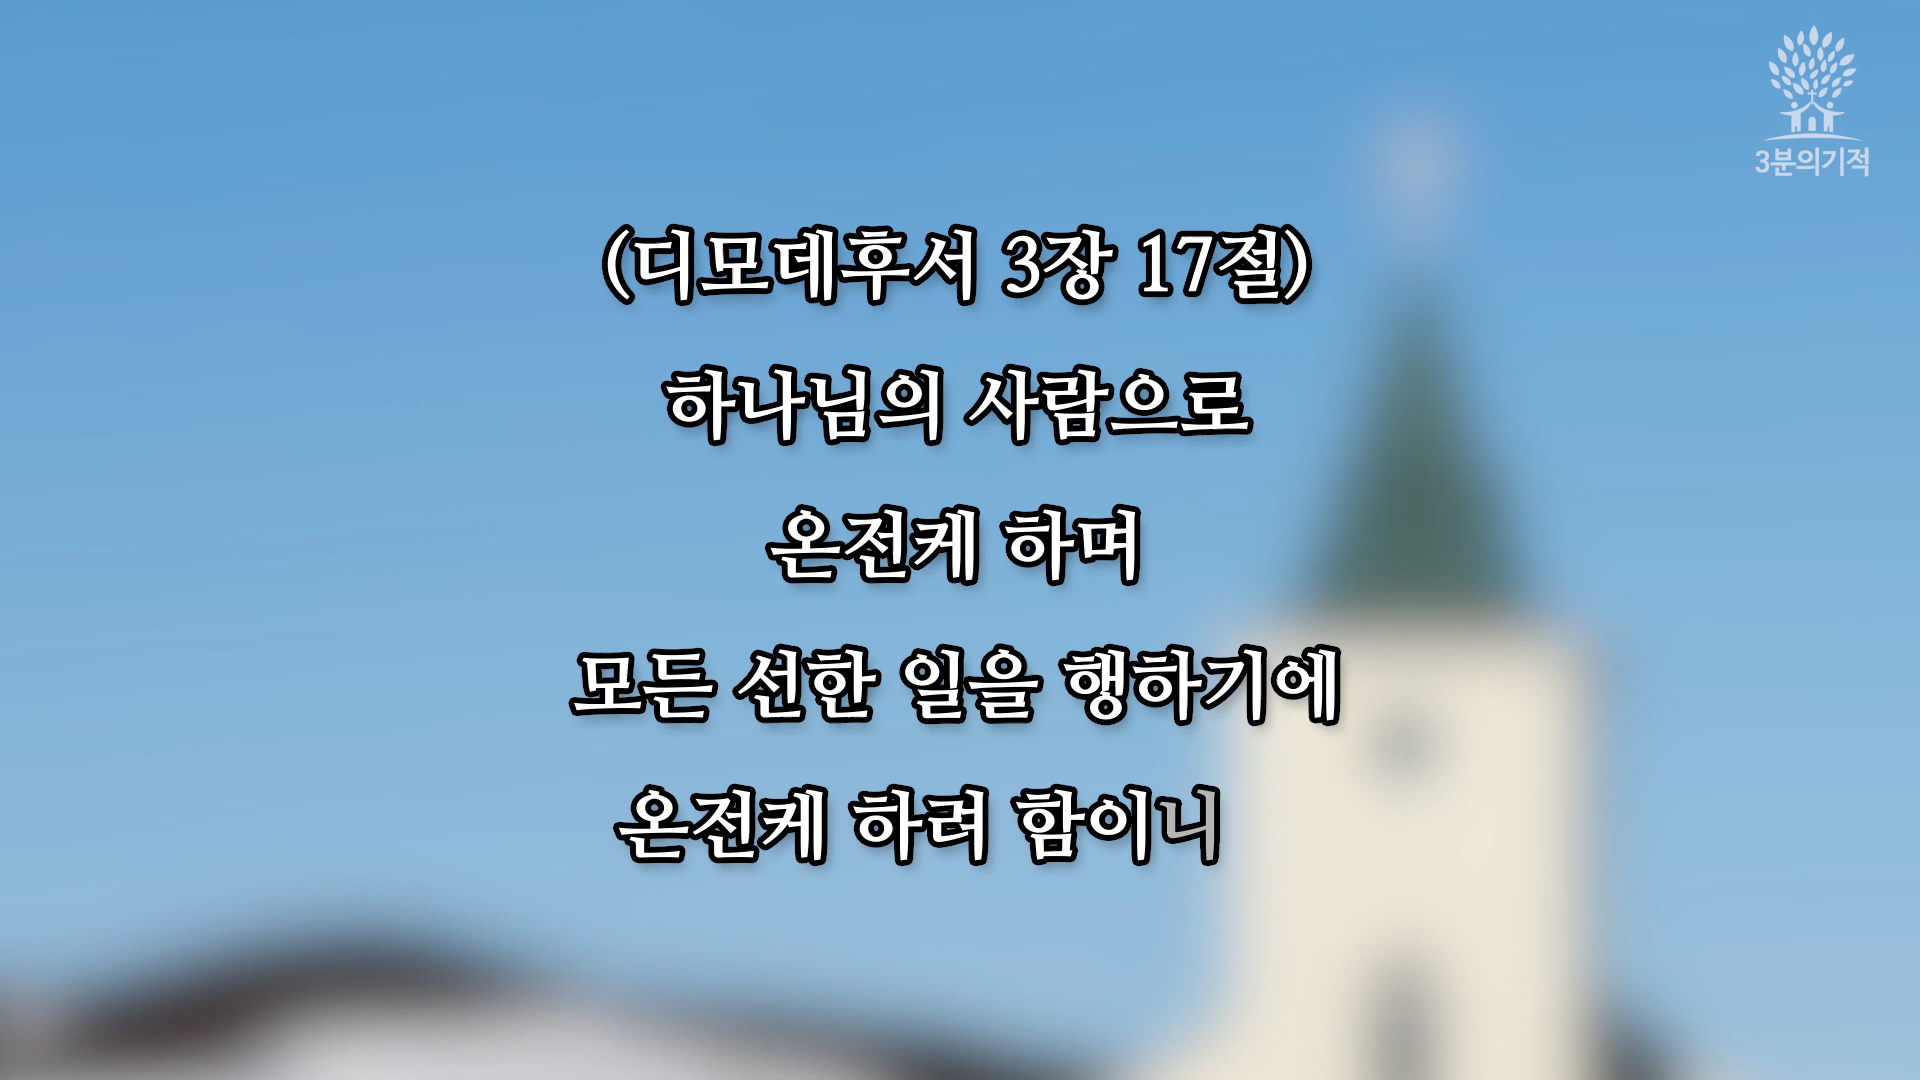 3분의기적
(디모데후서 3장 17절)
하나님의 사람으로
온전케 하며
모든 선한 일을 행하기에
온전케 하려 함이니